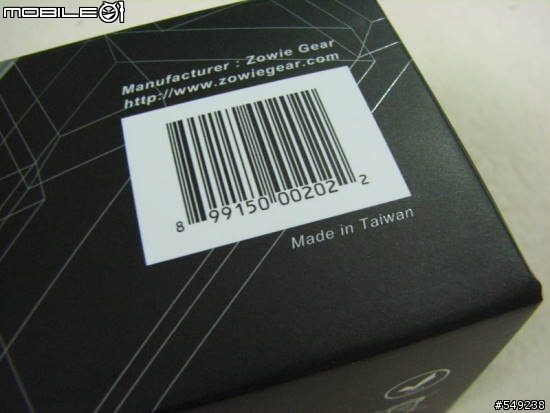 MOBILE01
Manufacturer : Zowie Gear
http://www.zowiegear.com
8 99150 00202 2
Made in Taiwan
#549238